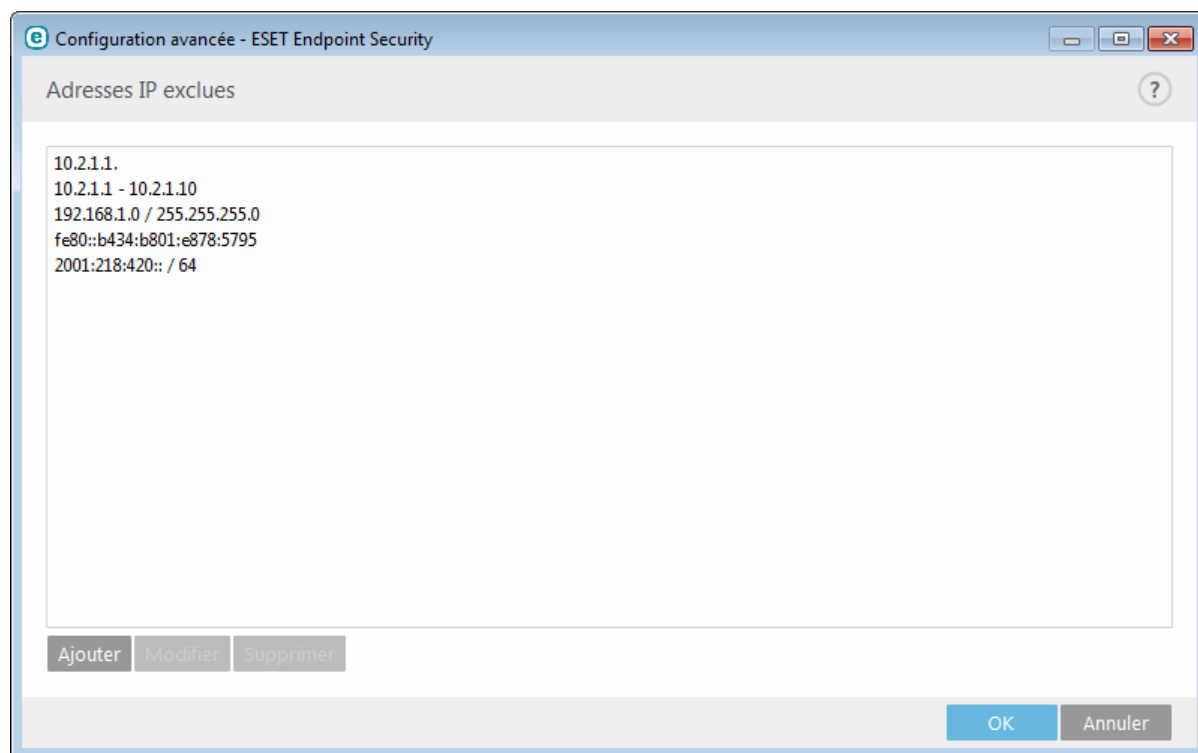 Configuration avancée - ESET Endpoint Security
Adresses IP exclues
?
10.2.1.1.
10.2.1.1 - 10.2.1.10
192.168.1.0 / 255.255.255.0
fe80::b434:b801:e878:5795
2001:218:420:: / 64
Ajouter Modifier Supprimer
OK Annuler